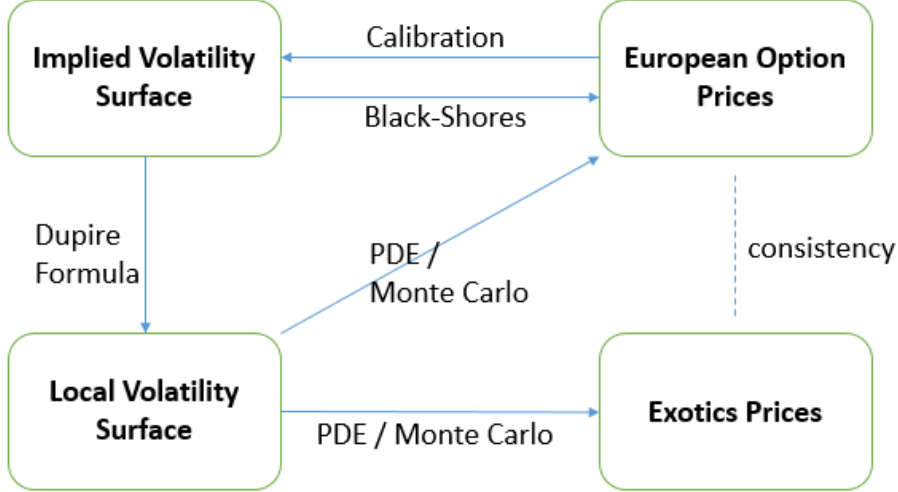 Implied Volatility
Surface
Calibration
Black-Shores
European Option
Prices
Dupire
Formula
PDE /
Monte Carlo
consistency
Local Volatility
Surface
PDE / Monte Carlo
Exotics Prices